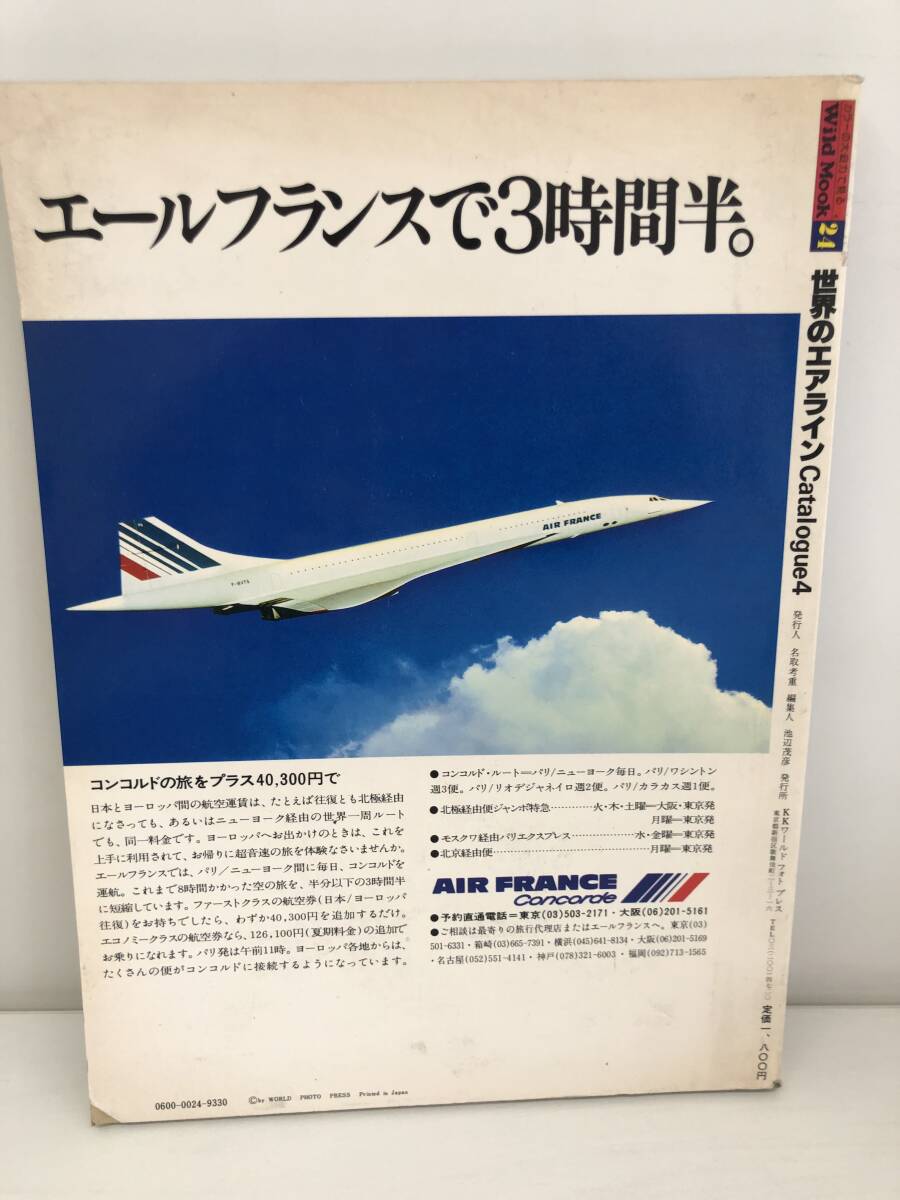 エールフランスで3時間半。
AIR FRANCE
コンコルドの旅をプラス40,300円で
日本とヨーロッパ間の航空運賃は、たとえば往復とも北極経由
になさっても、あるいはニューヨーク経由の世界一周ルート
でも、同一料金です。ヨーロッパへお出かけのときは、これを
上手に利用されて、お帰りに超音速の旅を体験なさいませんか。
エールフランスでは、パリ/ニューヨーク間に毎日、コンコルドを
運航。これまで8時間かかった空の旅を、半分以下の3時間半
に短縮しています。ファーストクラスの航空券(日本/ヨーロッパ
往復)をお持ちでしたら、わずか40,300円を追加するだけ。
エコノミークラスの航空券なら、126,100円(夏期料金)の追加で
お乗りになれます。パリ発は午前11時。ヨーロッパ各地からは、
たくさんの便がコンコルドに接続するようになっています。
●コンコルド・ルート=パリ/ニューヨーク毎日。パリ/ワシントン
週3便。パリ/リオデジャネイロ週2便。パリ/カラカス週1便。
●北極経由便ジャンボ特急…………火・木・土曜=大阪・東京発
月曜=東京発
●モスクワ経由パリエクスプレス…………水・金曜=東京発
●北京経由便…………月曜=東京発
AIR FRANCE
Concorde
●予約直通電話=東京(03)503-2171・大阪(06)201-5161
●ご相談は最寄りの旅行代理店またはエールフランスへ。東京(03)
501-6331・箱崎(03)665-7391・横浜(045)641-8134・大阪(06)201-5169
・名古屋(052)551-4141・神戸(078)321-6003・福岡(092)713-1565
0600-0024-9330
©by WORLD PHOTO PRESS Printed in Japan
Wild Mook 24
世界のエアラインCatalogue4
発行人 名取考重 編集人 池辺茂彦 発行所 KKワールドフォトプレス
定価一、八〇〇円